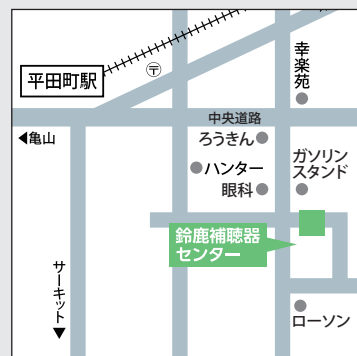 幸楽苑
平田町駅
〒
中央道路
◀亀山
ろうきん
ガソリン
スタンド
ハンター
眼科
鈴鹿補聴器
センター
サーキット▼
ローソン